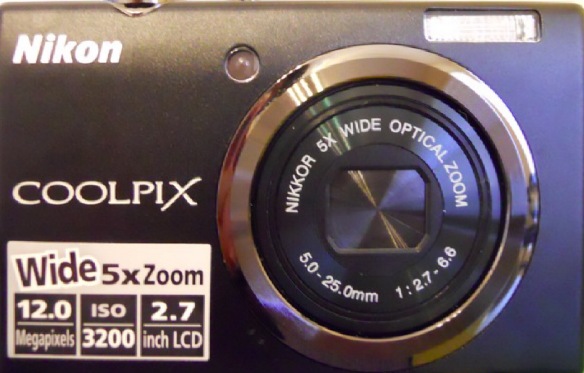 Nikon
COOLPIX
Wide 5x Zoom
12.0 ISO 2.7
Megapixels 3200 inch LCD
NIKKOR 5X WIDE OPTICAL ZOOM
5.0-25.0mm 1:2.7-6.6